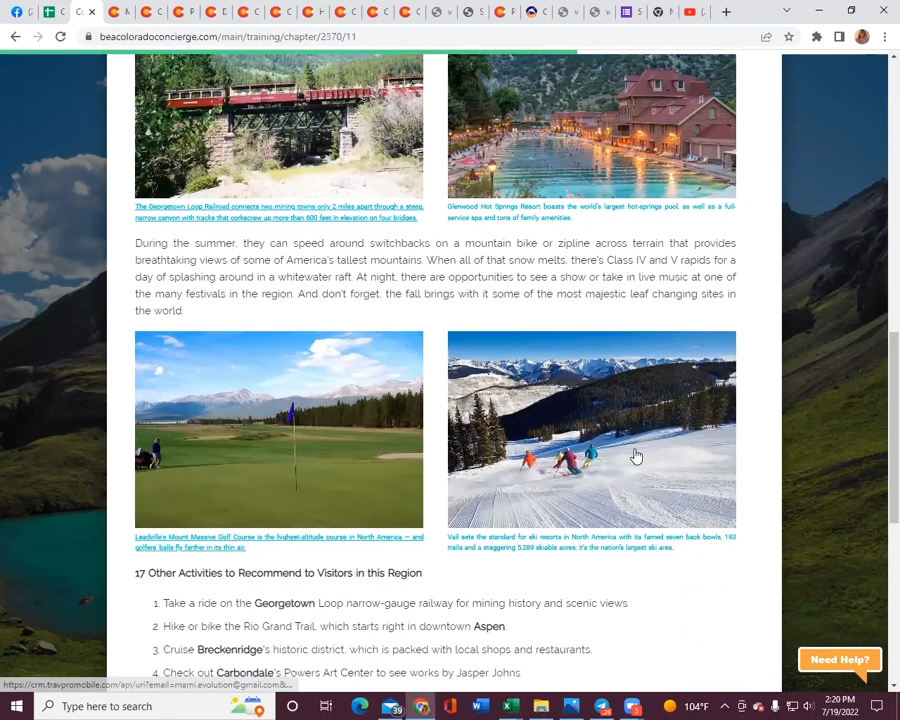 C
M
C
P
D
C
C
H
C
C
C
V
S
P
C
v
v
S
N
beacoloradoconcierge.com/main/training/chapter/2370/11
The Georgetown Loop Railroad connects two mining towns only 2 miles apart through a steep,
narrow canyon with tracks that corkscrew up more than 600 feet in elevation on four bridges.
Glenwood Hot Springs Resort boasts the world's largest hot-springs pool, as well as a full-
service spa and tons of family amenities.
During the summer, they can speed around switchbacks on a mountain bike or zipline across terrain that provides
breathtaking views of some of America's tallest mountains. When all of that snow melts, there's Class IV and V rapids for a
day of splashing around in a whitewater raft. At night, there are opportunities to see a show or take in live music at one of
the many festivals in the region. And don't forget, the fall brings with it some of the most majestic leaf changing sites in
the world.
Leadville's Mount Massive Golf Course is the highest-altitude course in North America — and
golfers' balls fly farther in its thin air.
Vail sets the standard for ski resorts in North America with its famed seven back bowls, 193
trails and a staggering 5,289 skiable acres; it's the nation's largest ski area.
17 Other Activities to Recommend to Visitors in this Region
1. Take a ride on the Georgetown Loop narrow-gauge railway for mining history and scenic views.
2. Hike or bike the Rio Grand Trail, which starts right in downtown Aspen.
3. Cruise Breckenridge's historic district, which is packed with local shops and restaurants.
4. Check out Carbondale's Powers Art Center to see works by Jasper Johns
Need Help?
https://crm.travpromobile.com/api/uri?email=marni.evolution@gmail.com&...
Type here to search
39
3
104°F
2:20 PM
7/19/2022